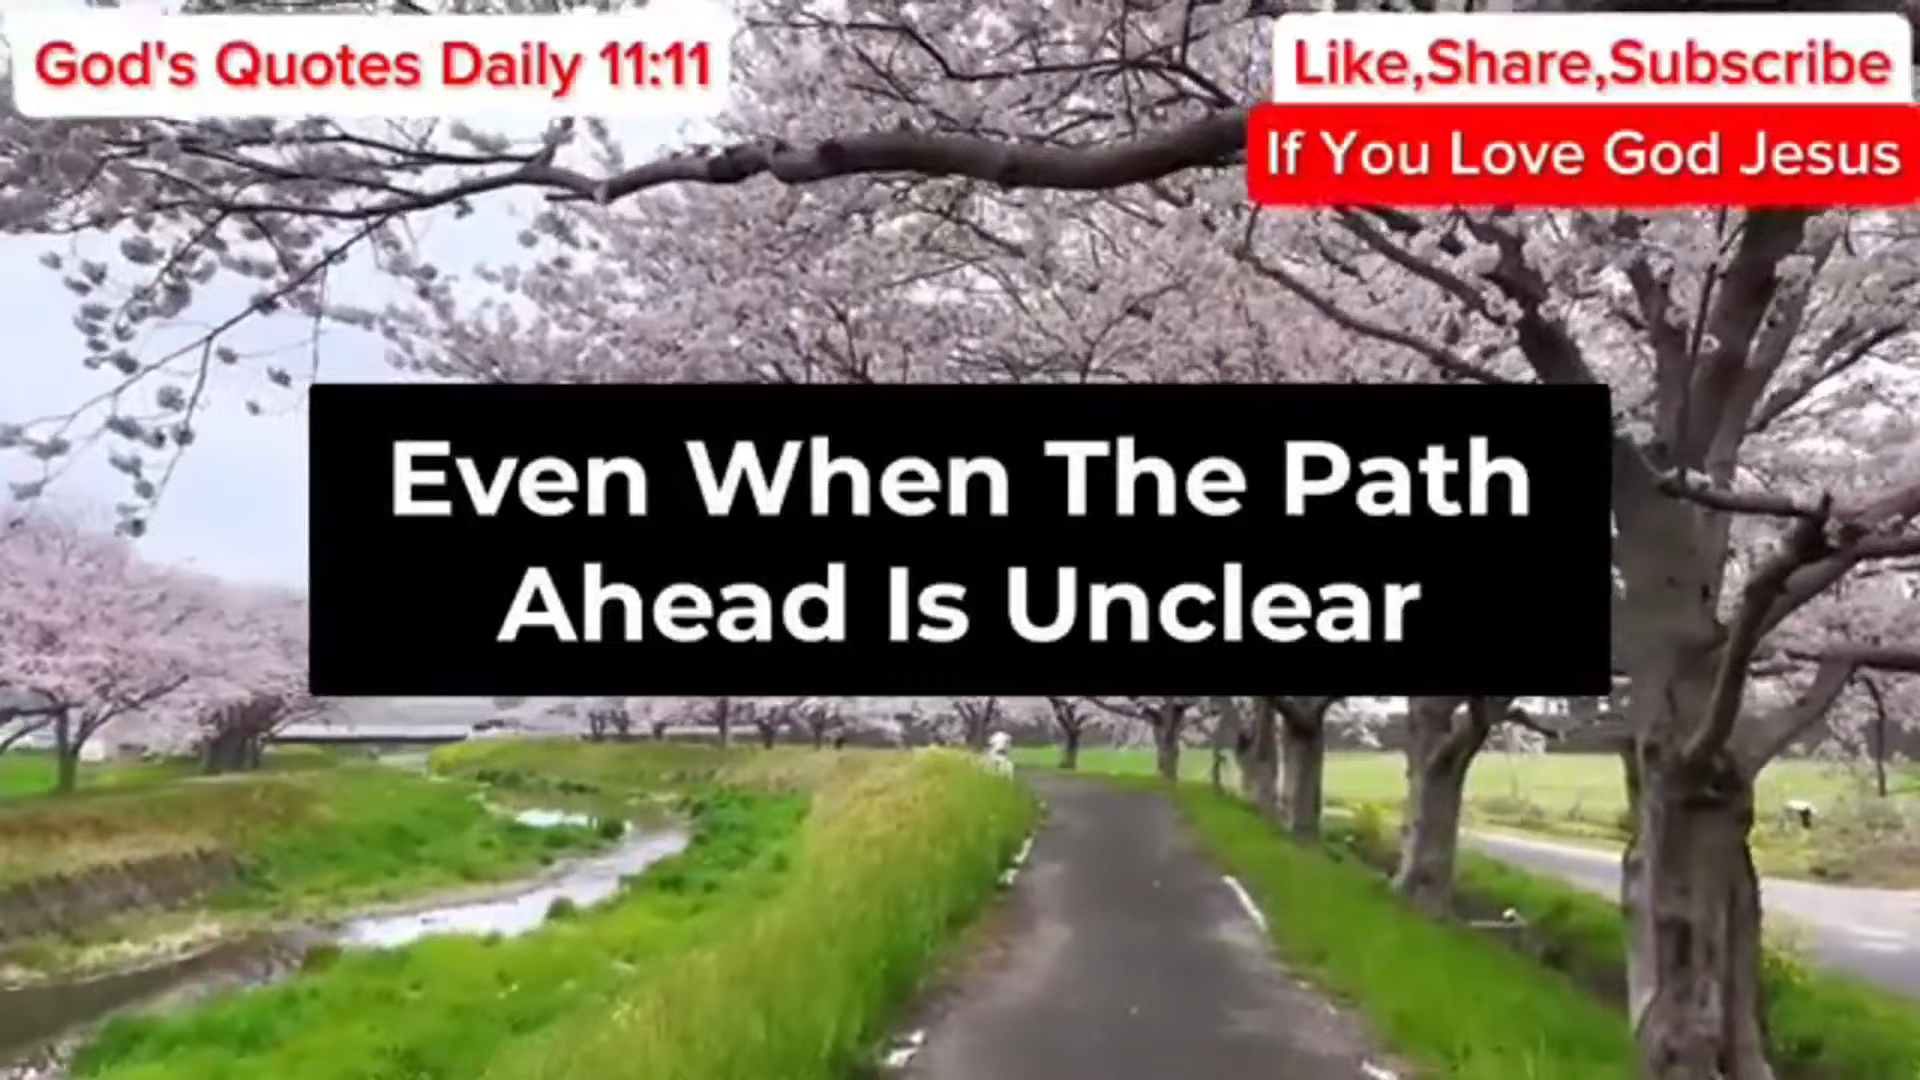 God's Quotes Daily 11:11
Like,Share,Subscribe
If You Love God Jesus
Even When The Path
Ahead Is Unclear